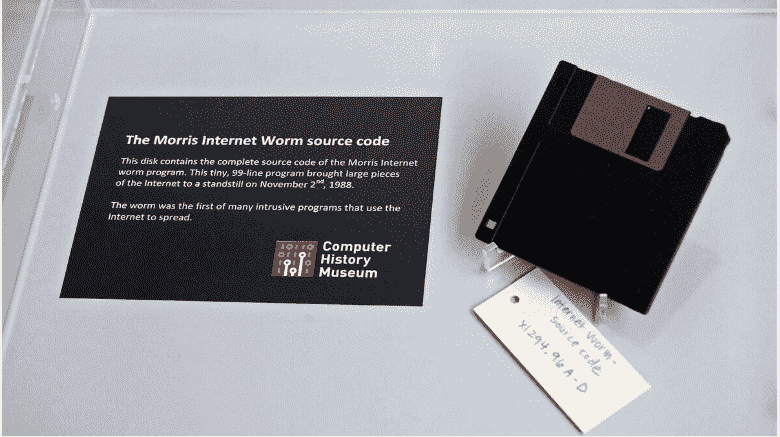 The Morris Internet Worm source code
This disk contains the complete source code of the Morris Internet
worm program. This tiny, 99-line program brought large pieces
of the Internet to a standstill on November 2nd, 1988.
The worm was the first of many intrusive programs that use the
Internet to spread.
Computer
History
Museum
Internet Worm-
source code
X1294.96A-D